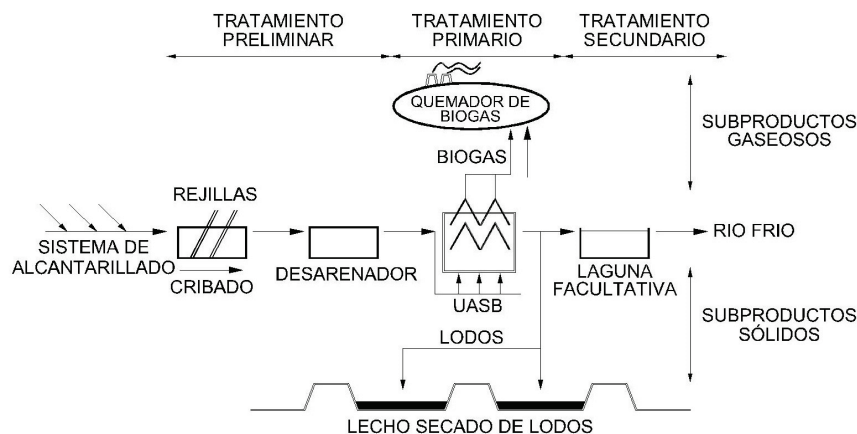 TRATAMIENTO
PRELIMINAR
TRATAMIENTO
PRIMARIO
TRATAMIENTO
SECUNDARIO
QUEMADOR DE
BIOGAS
SUBPRODUCTOS
GASEOSOS
BIOGAS
REJILLAS
SISTEMA DE
ALCANTARILLADO
CRIBADO
DESARENADOR
UASB
LAGUNA
FACULTATIVA
RIO FRIO
SUBPRODUCTOS
SÓLIDOS
LODOS
LECHO SECADO DE LODOS